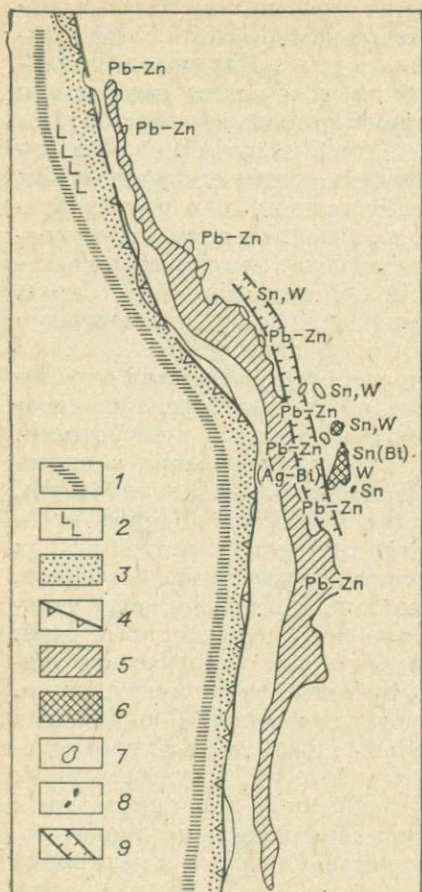 Pb–Zn
Pb–Zn
Pb–Zn
Sn,W
Pb–Zn
Sn,W
Pb–Zn
Sn,W
Pb–Zn
Sn(Bi)
(Ag–Bi)
W
Sn
Pb–Zn
Pb–Zn
1
2
3
4
5
6
7
8
9